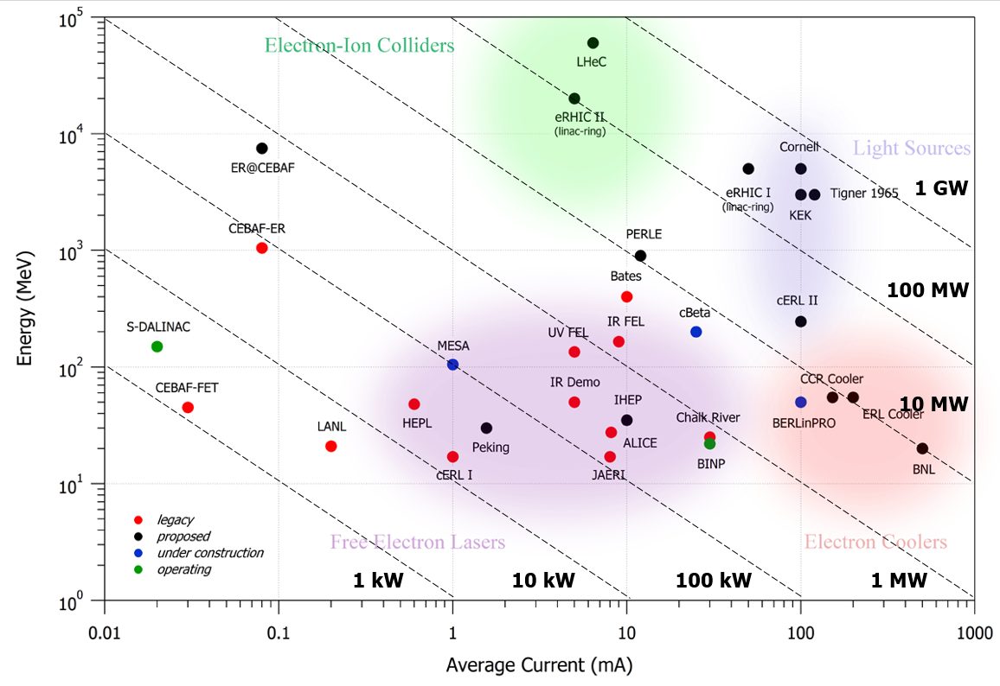 10^5
Electron-Ion Colliders
LHeC
eRHIC II
(linac-ring)
10^4
Cornell
Light Sources
ER@CEBAF
eRHIC I
(linac-ring)
Tigner 1965
1 GW
KEK
CEBAF-ER
PERLE
10^3
Bates
100 MW
cERL II
cBeta
IR FEL
S-DALINAC
UV FEL
MESA
10^2
CEBAF-FET
IR Demo
CCR Cooler
IHEP
10 MW
ERL Cooler
Chalk River
HEPL
BERLinPRO
LANL
Peking
ALICE
BINP
BNL
cERL I
JAERI
10^1
legacy
proposed
under construction
operating
Free Electron Lasers
Electron Coolers
1 kW
10 kW
100 kW
1 MW
10^0
0.01
0.1
1
10
100
1000
Energy (MeV)
Average Current (mA)